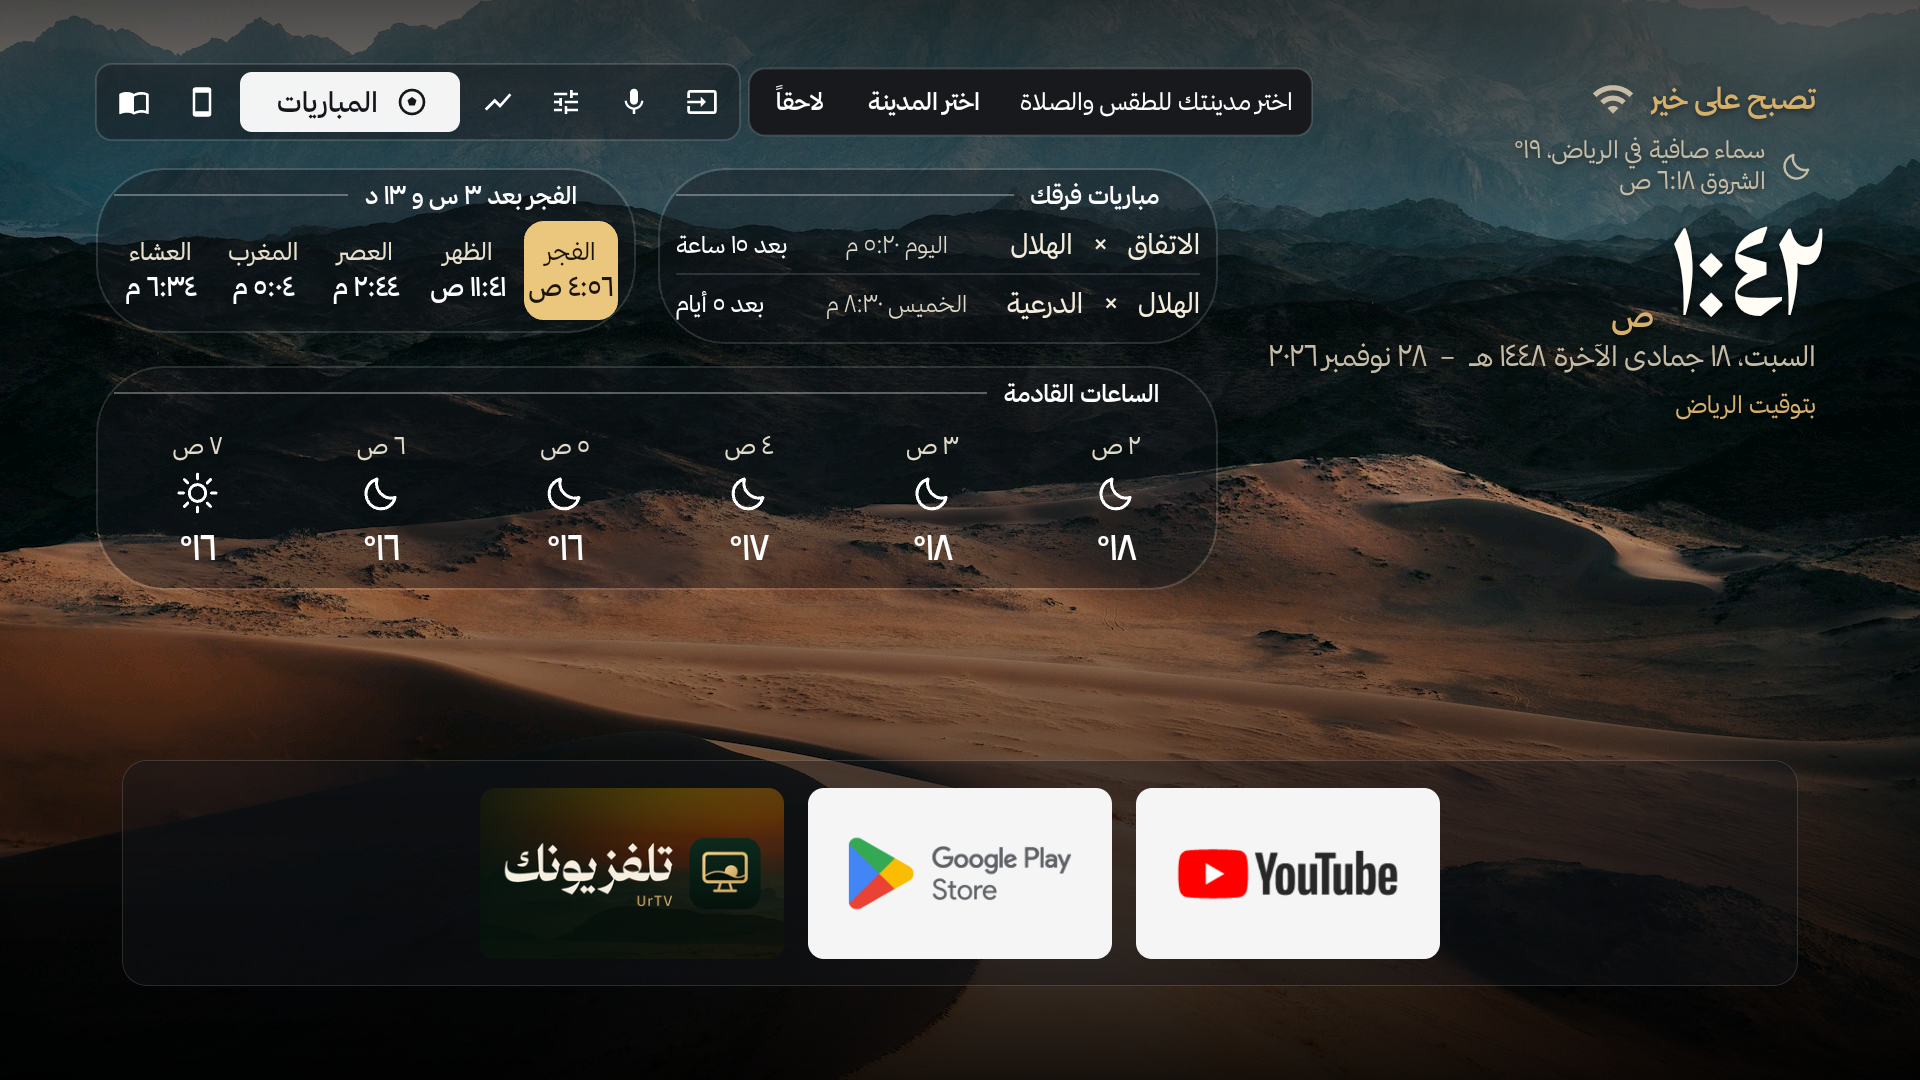 تصبح على خير
سماء صافية في الرياض، ١٩°
الشروق ٦:١٨ ص
١:٤٢ ص
السبت، ١٨ جمادى الآخرة ١٤٤٨ هـ – ٢٨ نوفمبر ٢٠٢٦
بتوقيت الرياض
اختر مدينتك للطقس والصلاة اختر المدينة لاحقاً
المباريات
مباريات فرقك
الاتفاق × الهلال اليوم ٥:٢٠ م بعد ١٥ ساعة
الهلال × الدرعية الخميس ٨:٣٠ م بعد ٥ أيام
الفجر بعد ٣ س و ١٣ د
الفجر الظهر العصر المغرب العشاء
٤:٥٦ ص ١١:٤١ ص ٢:٤٤ م ٥:٠٤ م ٦:٣٤ م
الساعات القادمة
٢ ص ٣ ص ٤ ص ٥ ص ٦ ص ٧ ص
١٨° ١٨° ١٧° ١٦° ١٦° ١٦°
YouTube
Google Play
Store
تلفزيونك
UrTV